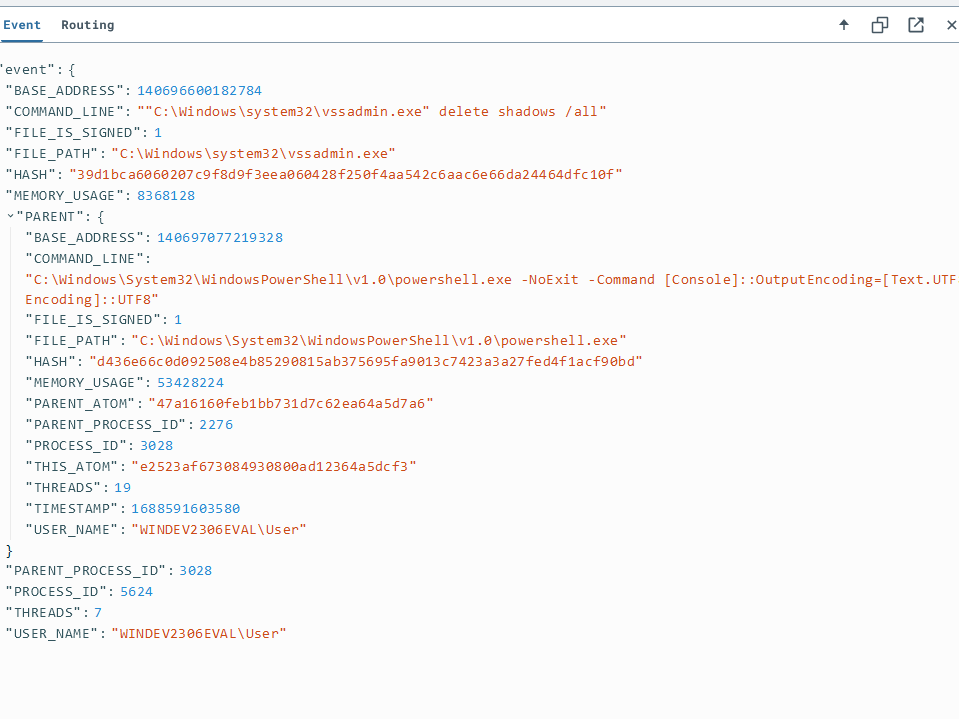 Event Routing
"event": {
"BASE_ADDRESS": 140696600182784
"COMMAND_LINE": ""C:\Windows\system32\vssadmin.exe" delete shadows /all"
"FILE_IS_SIGNED": 1
"FILE_PATH": "C:\Windows\system32\vssadmin.exe"
"HASH": "39d1bca6060207c9f8d9f3eea060428f250f4aa542c6aac6e66da24464dfc10f"
"MEMORY_USAGE": 8368128
"PARENT": {
"BASE_ADDRESS": 140697077219328
"COMMAND_LINE":
"C:\Windows\System32\WindowsPowerShell\v1.0\powershell.exe -NoExit -Command [Console]::OutputEncoding=[Text.UTF
Encoding]::UTF8"
"FILE_IS_SIGNED": 1
"FILE_PATH": "C:\Windows\System32\WindowsPowerShell\v1.0\powershell.exe"
"HASH": "d436e66c0d092508e4b85290815ab375695fa9013c7423a3a27fed4f1acf90bd"
"MEMORY_USAGE": 53428224
"PARENT_ATOM": "47a16160feb1bb731d7c62ea64a5d7a6"
"PARENT_PROCESS_ID": 2276
"PROCESS_ID": 3028
"THIS_ATOM": "e2523af673084930800ad12364a5dcf3"
"THREADS": 19
"TIMESTAMP": 1688591603580
"USER_NAME": "WINDEV2306EVAL\User"
}
"PARENT_PROCESS_ID": 3028
"PROCESS_ID": 5624
"THREADS": 7
"USER_NAME": "WINDEV2306EVAL\User"